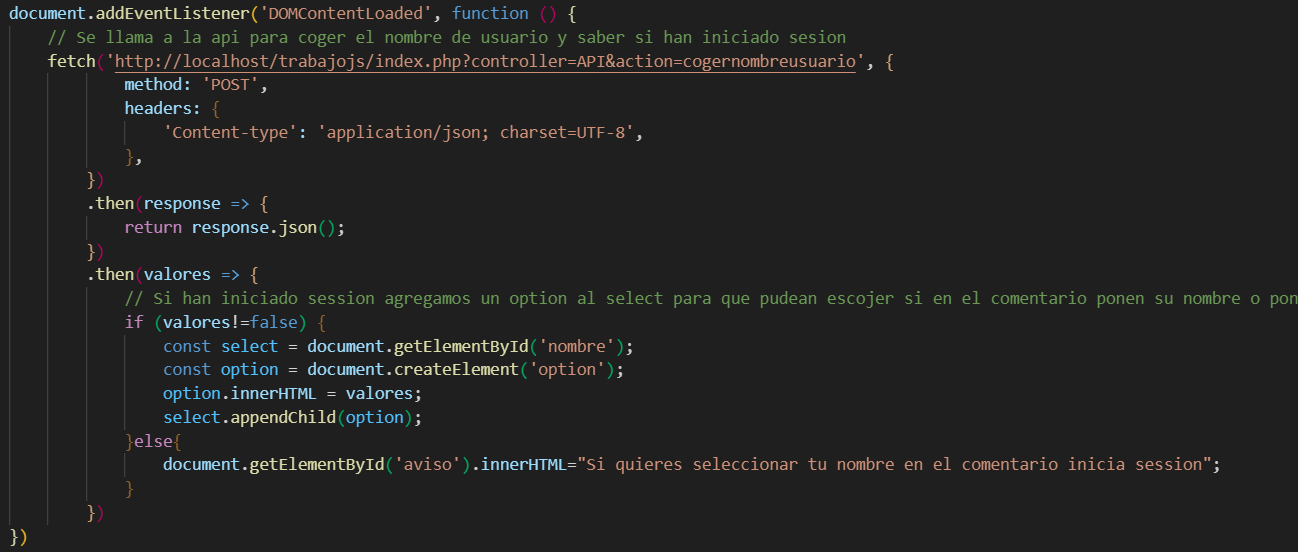 document.addEventListener('DOMContentLoaded', function () {
    // Se llama a la api para coger el nombre de usuario y saber si han iniciado sesion
    fetch('http://localhost/trabajojs/index.php?controller=API&action=cogernombreusuario', {
            method: 'POST',
            headers: {
                'Content-type': 'application/json; charset=UTF-8',
            },
        })
        .then(response => {
            return response.json();
        })
        .then(valores => {
            // Si han iniciado session agregamos un option al select para que pudean escojer si en el comentario ponen su nombre o pon
            if (valores!=false) {
                const select = document.getElementById('nombre');
                const option = document.createElement('option');
                option.innerHTML = valores;
                select.appendChild(option);
            }else{
                document.getElementById('aviso').innerHTML="Si quieres seleccionar tu nombre en el comentario inicia session";
            }
        })
})